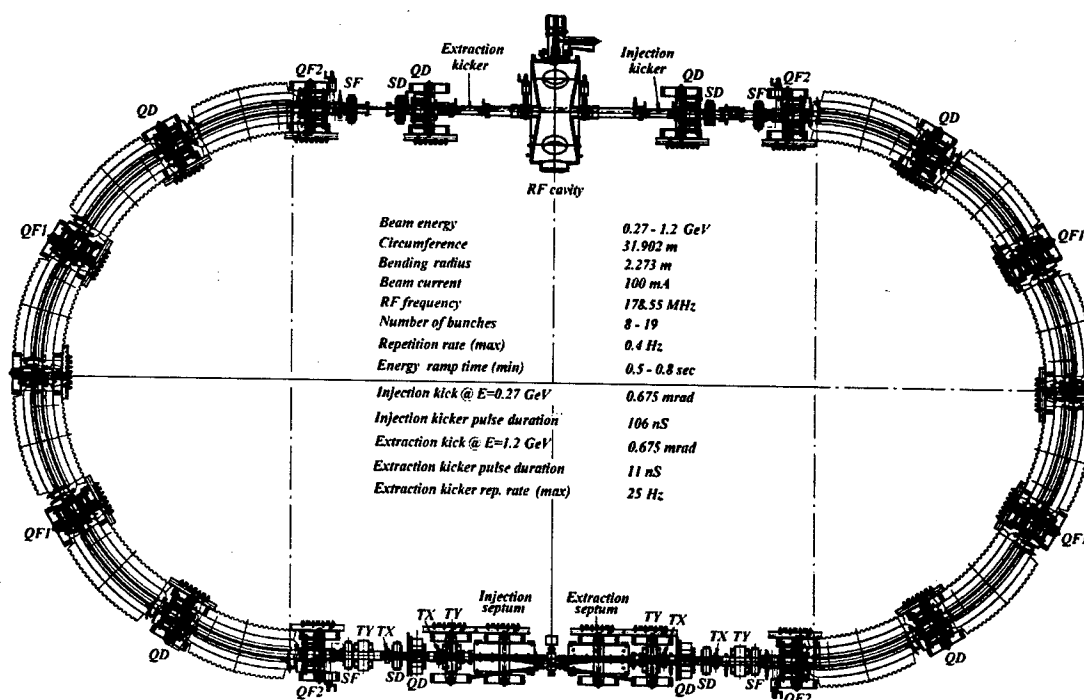 QF2 SF SD QD Extraction kicker Injection kicker QD SD SF QF2
QD QD
RF cavity
QF1 QF1
Beam energy 0.27 - 1.2 GeV
Circumference 31.902 m
Bending radius 2.273 m
Beam current 100 mA
RF frequency 178.55 MHz
Number of bunches 8 - 19
Repetition rate (max) 0.4 Hz
Energy ramp time (min) 0.5 - 0.8 sec
Injection kick @ E=0.27 GeV 0.675 mrad
Injection kicker pulse duration 106 nS
Extraction kick @ E=1.2 GeV 0.675 mrad
Extraction kicker pulse duration 11 nS
Extraction kicker rep. rate (max) 25 Hz
QF1 QF1
Injection septum Extraction septum
TX TY TY TX
TY TX TX TY
QD QD
SF SD QD QD SD SF
QF2 QF2